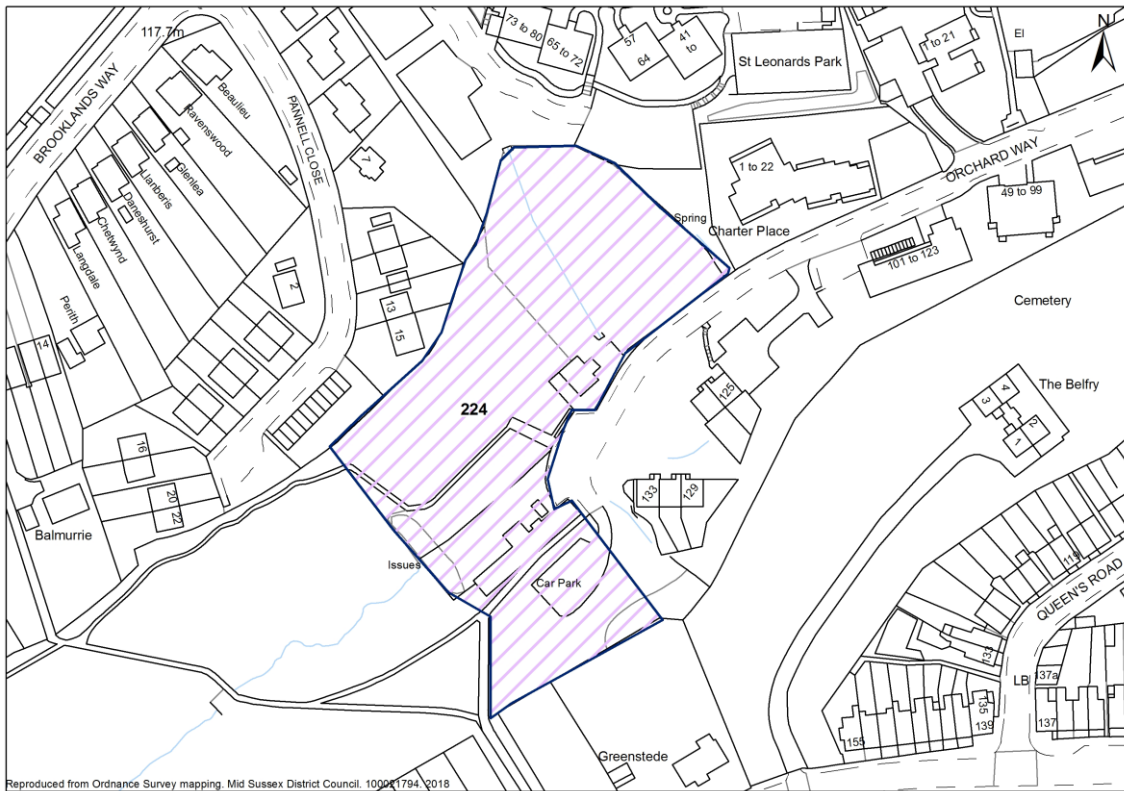 117.7m
BROOKLANDS WAY
PANNELL CLOSE
Beaulieu
Ravenswood
Glenlea
Llanberis
Daneshurst
Chetwynd
Langdale
Perith
14
2
7
13
15
16
20
22
Balmurrie
73 to 80
65 to 72
57
64
41
to
St Leonards Park
1 to 21
El
N
ORCHARD WAY
1 to 22
49 to 99
Spring
Charter Place
101 to 123
Cemetery
The Belfry
4
3
2
1
125
224
133
129
Issues
Car Park
119
QUEEN'S ROAD
133
LB
137a
135
139
137
155
Greenstede
Reproduced from Ordnance Survey mapping. Mid Sussex District Council. 100021794. 2018